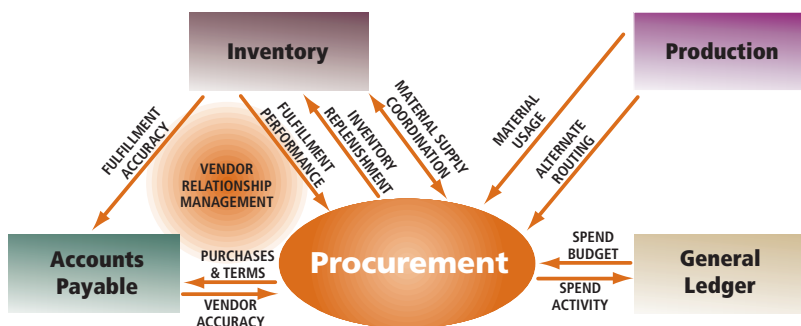 Inventory
Production
FULFILLMENT
ACCURACY
FULFILLMENT
PERFORMANCE
INVENTORY
REPLENISHMENT
MATERIAL SUPPLY
COORDINATION
MATERIAL
USAGE
ALTERNATE
ROUTING
VENDOR
RELATIONSHIP
MANAGEMENT
Accounts
Payable
PURCHASES
& TERMS
VENDOR
ACCURACY
Procurement
SPEND
BUDGET
SPEND
ACTIVITY
General
Ledger